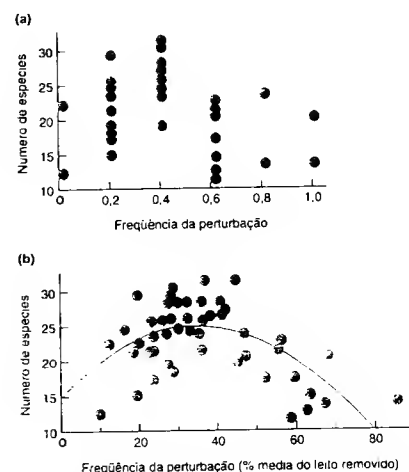 (a)
Numero de especies
30
25
20
15
10
0 0,2 0,4 0,6 0,8 1.0
Freqüência da perturbação
(b)
Numero de especies
30
25
20
15
10
0 20 40 60 80
Freqüência da perturbação (% media do leito removido)